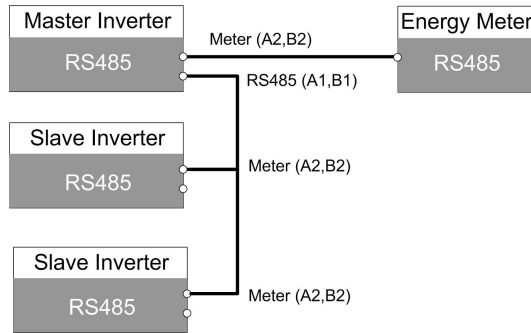 Master Inverter
RS485
Meter (A2,B2)
Energy Meter
RS485
RS485 (A1,B1)
Slave Inverter
RS485
Meter (A2,B2)
Slave Inverter
RS485
Meter (A2,B2)